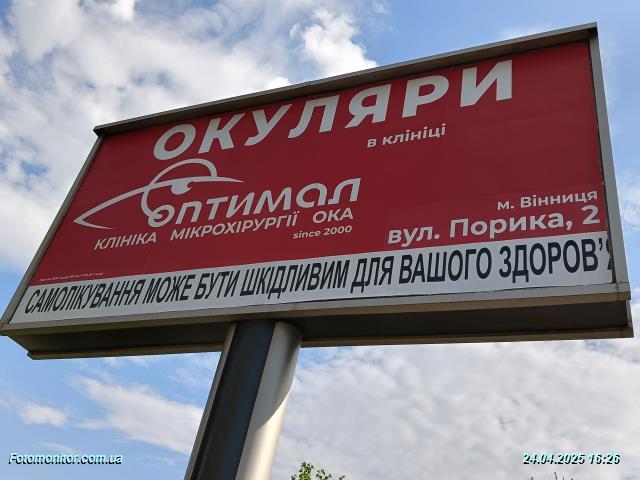 ОКУЛЯРИ
в клініці
Оптимал
КЛІНІКА МІКРОХІРУРГІЇ ОКА
since 2000
м. Вінниця
вул. Порика, 2
САМОЛІКУВАННЯ МОЖЕ БУТИ ШКІДЛИВИМ ДЛЯ ВАШОГО ЗДОРОВ'Я
Fotomonitor.com.ua
24.04.2025 16:26